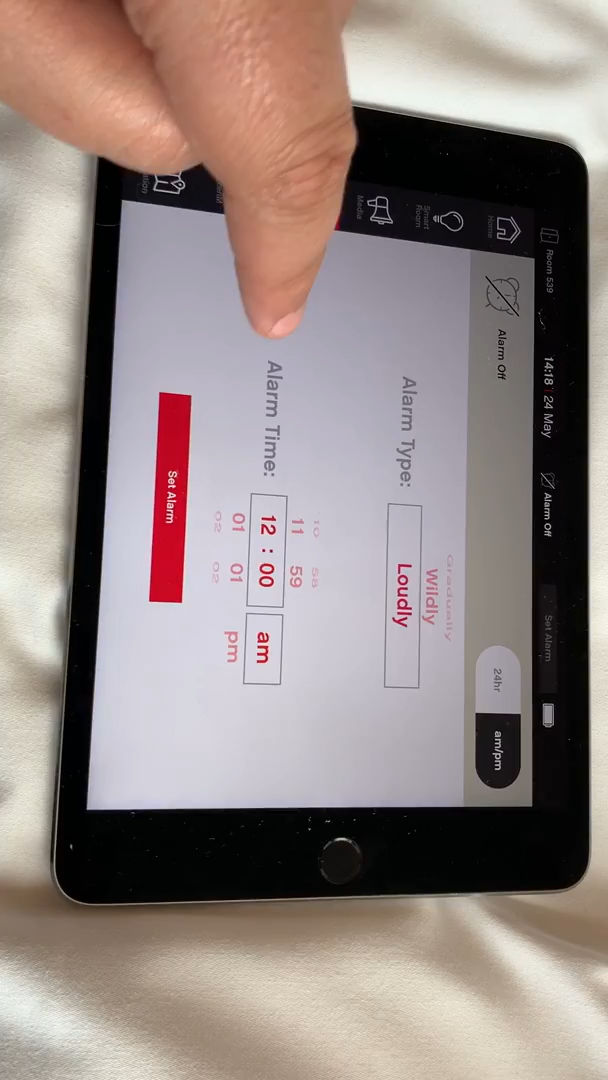 Room 539
14:18 24 May
Alarm Off
Set Alarm
Home
Smart
Room
Media
Alarm Off
24hr
am/pm
Gradually
Wildly
Alarm Type: Loudly
10 58
11 59
Alarm Time: 12 : 00 am
01 01 pm
02 02
Set Alarm